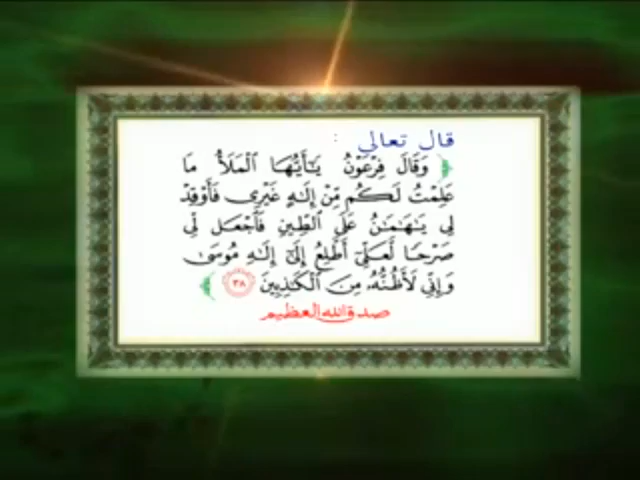 قال تعالى :
﴿ وَقَالَ فِرْعَوْنُ يَـٰٓأَيُّهَا ٱلْمَلَأُ مَا
عَلِمْتُ لَكُم مِّنْ إِلَـٰهٍ غَيْرِى فَأَوْقِدْ
لِى يَـٰهَـٰمَـٰنُ عَلَى ٱلطِّينِ فَٱجْعَل لِّى
صَرْحًا لَّعَلِّىٓ أَطَّلِعُ إِلَىٰٓ إِلَـٰهِ مُوسَىٰ
وَإِنِّى لَأَظُنُّهُۥ مِنَ ٱلْكَـٰذِبِينَ ٣٨ ﴾
صدق الله العظيم